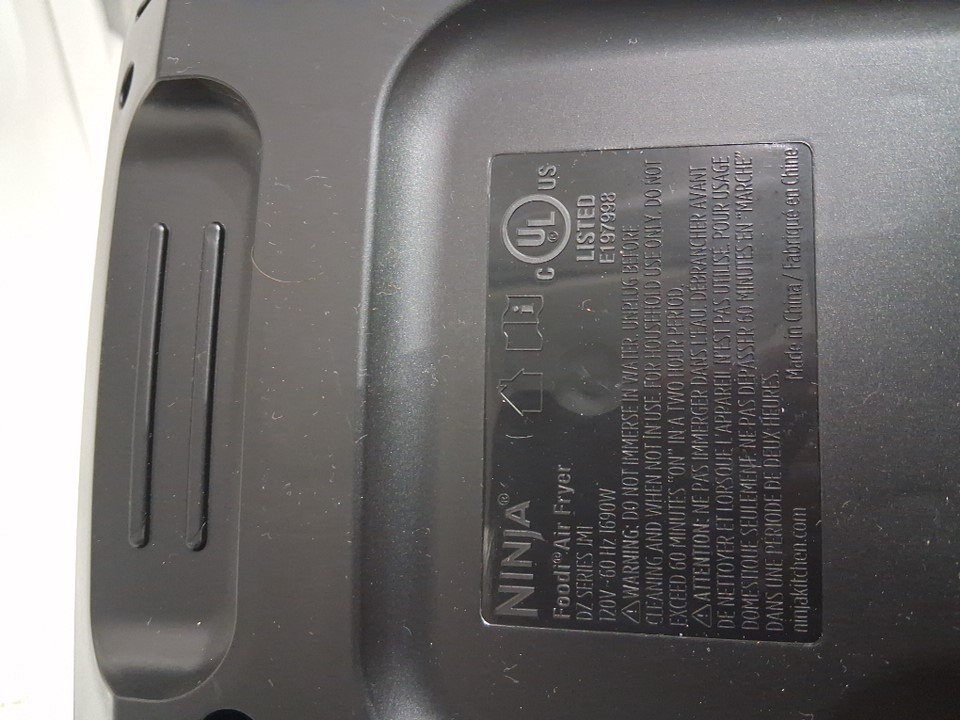 NINJA®
Foodi® Air Fryer
DZ SERIES JM1
120V~ 60 Hz 1690W
C UL® US
LISTED
E197998
⚠WARNING: DO NOT IMMERSE IN WATER. UNPLUG BEFORE
CLEANING AND WHEN NOT IN USE. FOR HOUSEHOLD USE ONLY. DO NOT
EXCEED 60 MINUTES "ON" IN A TWO HOUR PERIOD.
⚠ATTENTION: NE PAS IMMERGER DANS L'EAU. DÉBRANCHER AVANT
DE NETTOYER ET LORSQUE L'APPAREIL N'EST PAS UTILISÉ. POUR USAGE
DOMESTIQUE SEULEMENT. NE PAS DÉPASSER 60 MINUTES EN "MARCHE"
DANS UNE PÉRIODE DE DEUX HEURES.
ninjakitchen.com
Made in China / Fabriqué en Chine